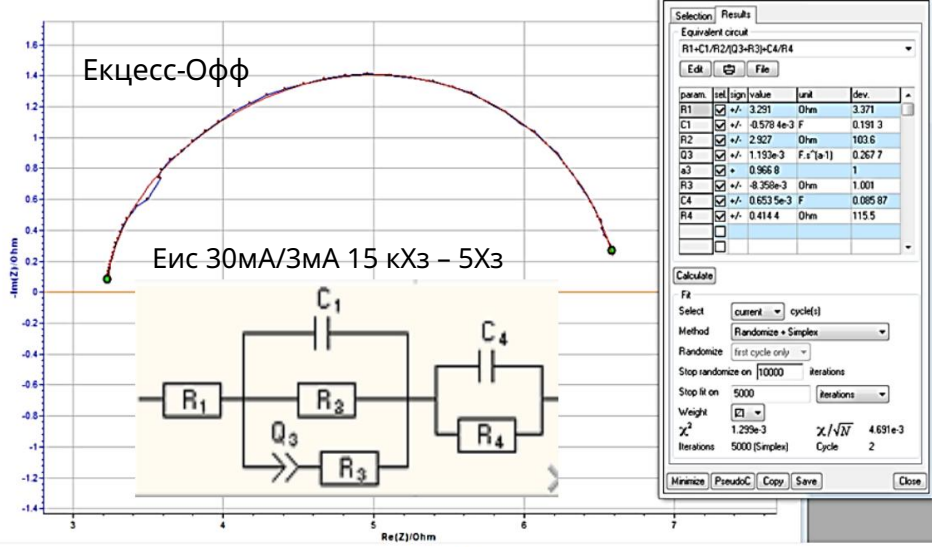 Selection Results
Equivalent circuit
R1+C1/R2/(Q3+R3)+C4/R4
Edit File
param. sel. sign value unit dev.
R1 +/- 3.291 Ohm 3.371
C1 +/- -0.578 4e-3 F 0.191 3
R2 +/- 2.927 Ohm 103.6
Q3 +/- 1.193e-3 F.s^(a-1) 0.267 7
a3 + 0.966 8 1
R3 +/- -8.358e-3 Ohm 1.001
C4 +/- 0.653 5e-3 F 0.085 87
R4 +/- 0.414 4 Ohm 115.5
Calculate
Fit
Select current cycle(s)
Method Randomize + Simplex
Randomize first cycle only
Stop randomize on 10000 iterations
Stop fit on 5000 iterations
Weight |Z|
χ² 1.299e-3 χ/√N 4.691e-3
Iterations 5000 (Simplex) Cycle 2
Minimize PseudoC Copy Save Close
Екцесс-Офф
Еис 30мА/3мА 15 кХз – 5Хз
-Im(Z)/Ohm
1.6
1.4
1.2
1
0.8
0.6
0.4
0.2
0
-0.2
-0.4
-0.6
-0.8
-1
-1.2
-1.4
C1
C4
R1
R3
R4
Q3
R3
3 4 5 6 7
Re(Z)/Ohm